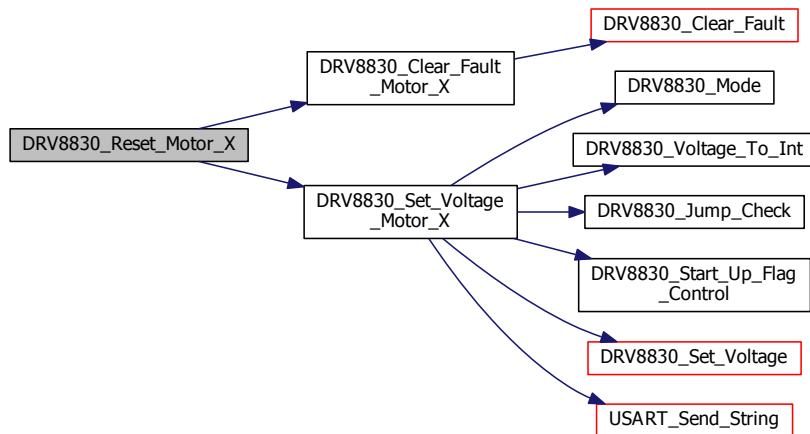 DRV8830_Reset_Motor_X
DRV8830_Clear_Fault
_Motor_X
DRV8830_Clear_Fault
DRV8830_Set_Voltage
_Motor_X
DRV8830_Mode
DRV8830_Voltage_To_Int
DRV8830_Jump_Check
DRV8830_Start_Up_Flag
_Control
DRV8830_Set_Voltage
USART_Send_String